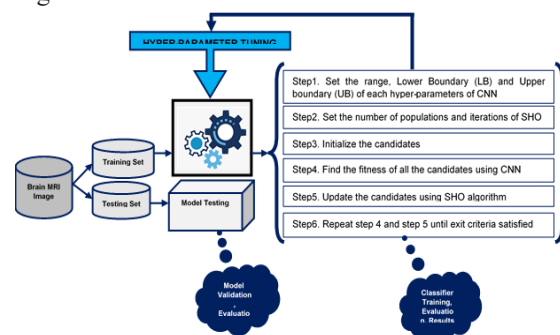 HYPER PARAMETER TUNING
Step1. Set the range, Lower Boundary (LB) and Upper
boundary (UB) of each hyper-parameters of CNN
Step2. Set the number of populations and iterations of SHO
Step3. Initialize the candidates
Step4. Find the fitness of all the candidates using CNN
Step5. Update the candidates using SHO algorithm
Step6. Repeat step 4 and step 5 until exit criteria satisfied
Brain MRI
Image
Training Set
Testing Set
Model Testing
Model
Validation
,
Evaluatio
Classifier
Training,
Evaluatio
n, Results